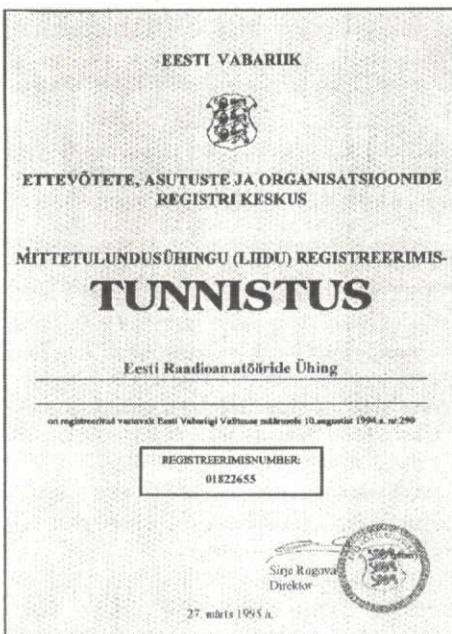 EESTI VABARIIK
ETTEVÕTETE, ASUTUSTE JA ORGANISATSIOONIDE
REGISTRI KESKUS
MITTETULUNDUSÜHINGU (LIIDU) REGISTREERIMIS-
TUNNISTUS
Eesti Raadioamatööride Ühing
on registreeritud vastavalt Eesti Vabariigi Valitsuse määrusele 10.augustist 1994.a. nr.290
REGISTREERIMISNUMBER:
01822655
Sirje Rogova
Direktor
27. märts 1995 a.